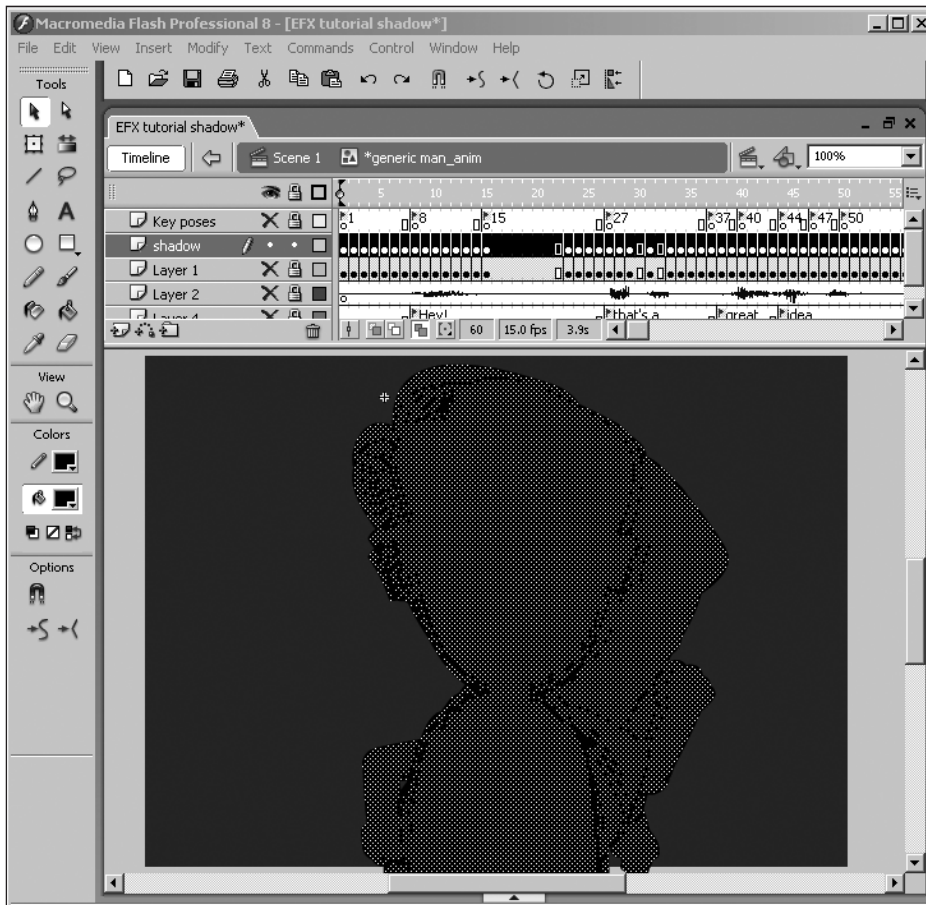 Macromedia Flash Professional 8 - [EFX tutorial shadow*]
File Edit View Insert Modify Text Commands Control Window Help
Tools
EFX tutorial shadow*
Timeline Scene 1 *generic man_anim 100%
5 10 15 20 25 30 35 40 45 50 55
Key poses 1 8 15 27 37 40 44 47 50
shadow
Layer 1
Layer 2
Layer 4 Hey! that's a great idea
60 15.0 fps 3.9s
View
Colors
Options